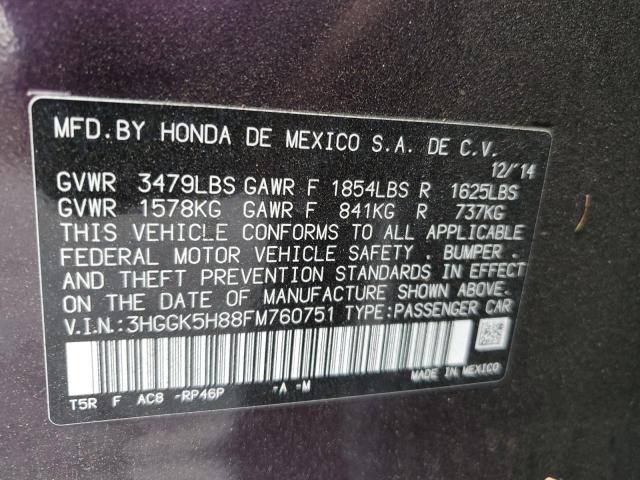 MFD. BY HONDA DE MEXICO S.A. DE C.V.
12/'14
GVWR 3479LBS GAWR F 1854LBS R 1625LBS
GVWR 1578KG GAWR F 841KG R 737KG
THIS VEHICLE CONFORMS TO ALL APPLICABLE
FEDERAL MOTOR VEHICLE SAFETY . BUMPER .
AND THEFT PREVENTION STANDARDS IN EFFECT
ON THE DATE OF MANUFACTURE SHOWN ABOVE.
V.I.N.:3HGGK5H88FM760751 TYPE:PASSENGER CAR
MADE IN MEXICO
T5R F AC8 -RP46P -A -M